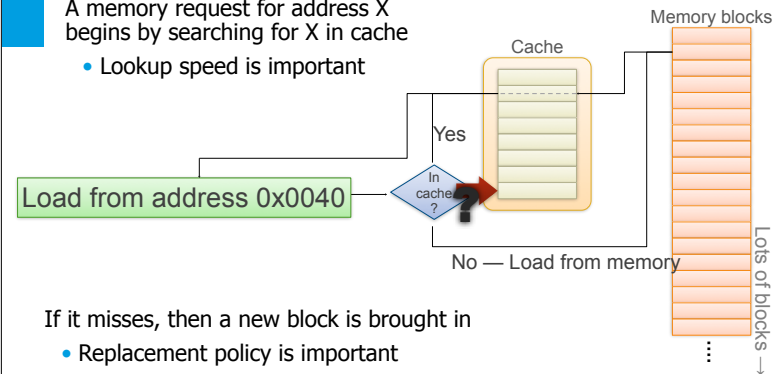 A memory request for address X
begins by searching for X in cache
• Lookup speed is important
Memory blocks
Cache
Yes
Load from address 0x0040
In
cache
?
?
No — Load from memory
Lots of blocks →
If it misses, then a new block is brought in
• Replacement policy is important
⋮